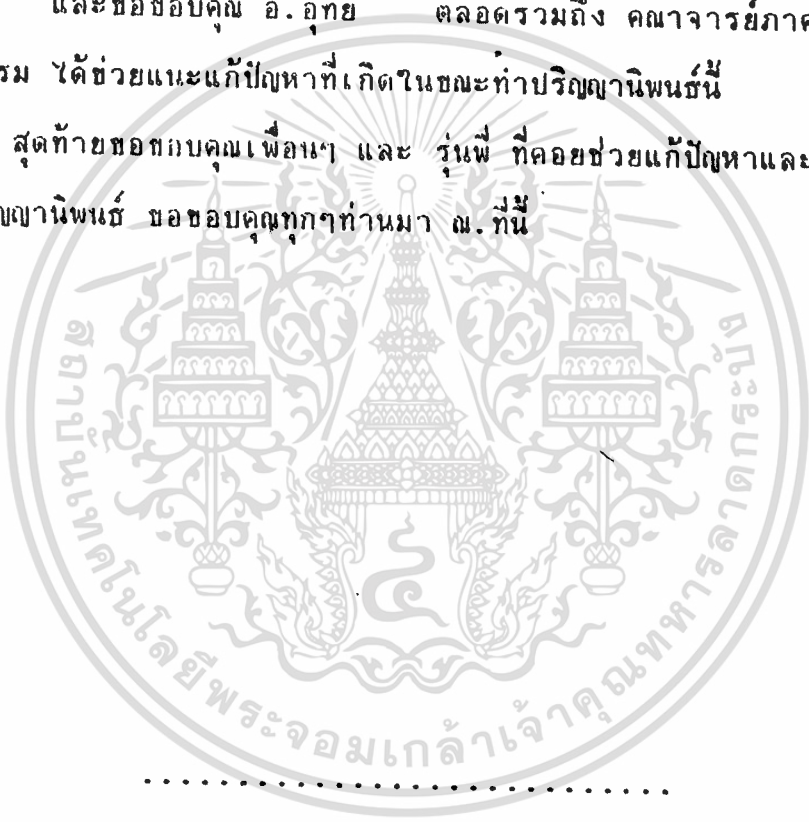 และขอขอบคุณ อ.อุทย ตลอดรวมถึง คณาจารย์ภาค
รม ได้ช่วยแนะแก้ปัญหาที่เกิดในขณะทำปริญญานิพนธ์นี้
สุดท้ายขอขอบคุณเพื่อนๆ และ รุ่นพี่ ที่คอยช่วยแก้ปัญหาและ
ญญานิพนธ์ ขอขอบคุณทุกๆท่านมา ณ.ที่นี้
สถาบันเทคโนโลยีพระจอมเกล้าเจ้าคุณทหารลาดกระบัง
..............................